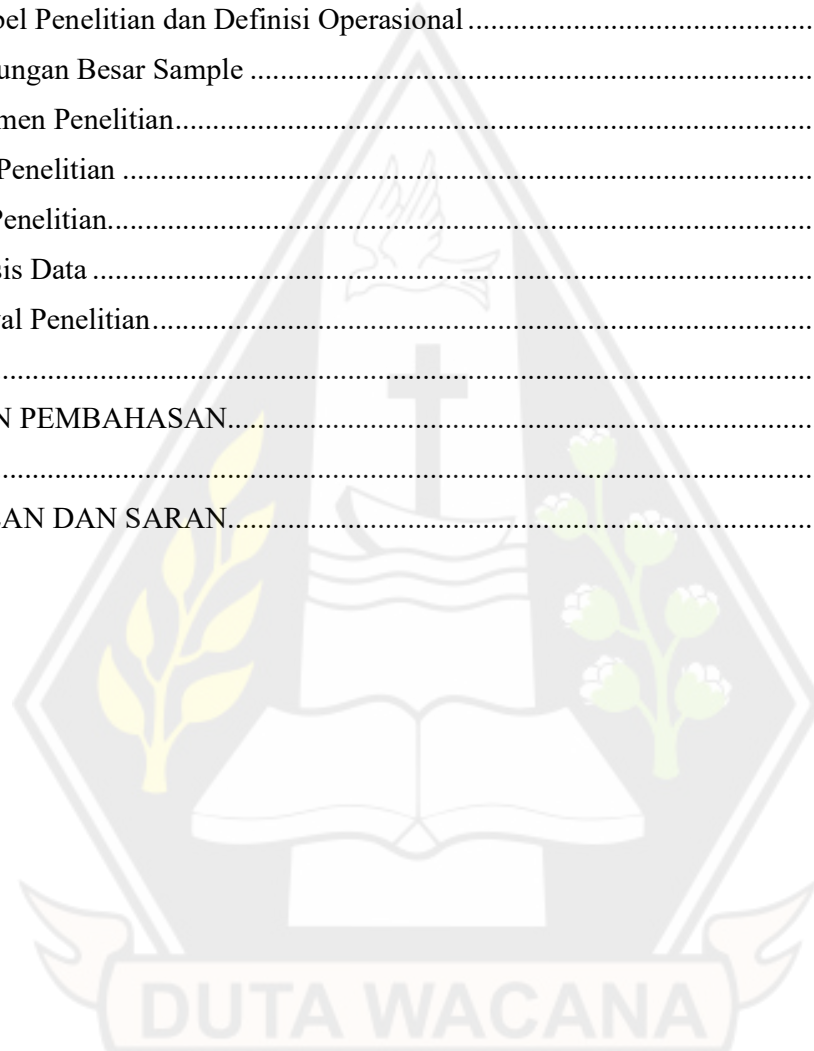 bel Penelitian dan Definisi Operasional ..........................................
ungan Besar Sample ..........................................................................
men Penelitian.....................................................................................
Penelitian ............................................................................................
Penelitian..............................................................................................
sis Data ................................................................................................
al Penelitian........................................................................................
.............................................................................................................
N PEMBAHASAN.............................................................................
.............................................................................................................
AN DAN SARAN.............................................................................
DUTA WACANA